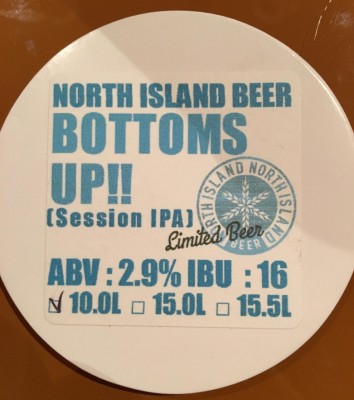 NORTH ISLAND BEER
BOTTOMS
UP!!
(Session IPA)
NORTH ISLAND NORTH ISLAND
BEER
Limited Beer
ABV : 2.9% IBU : 16
☑ 10.0L ☐ 15.0L ☐ 15.5L